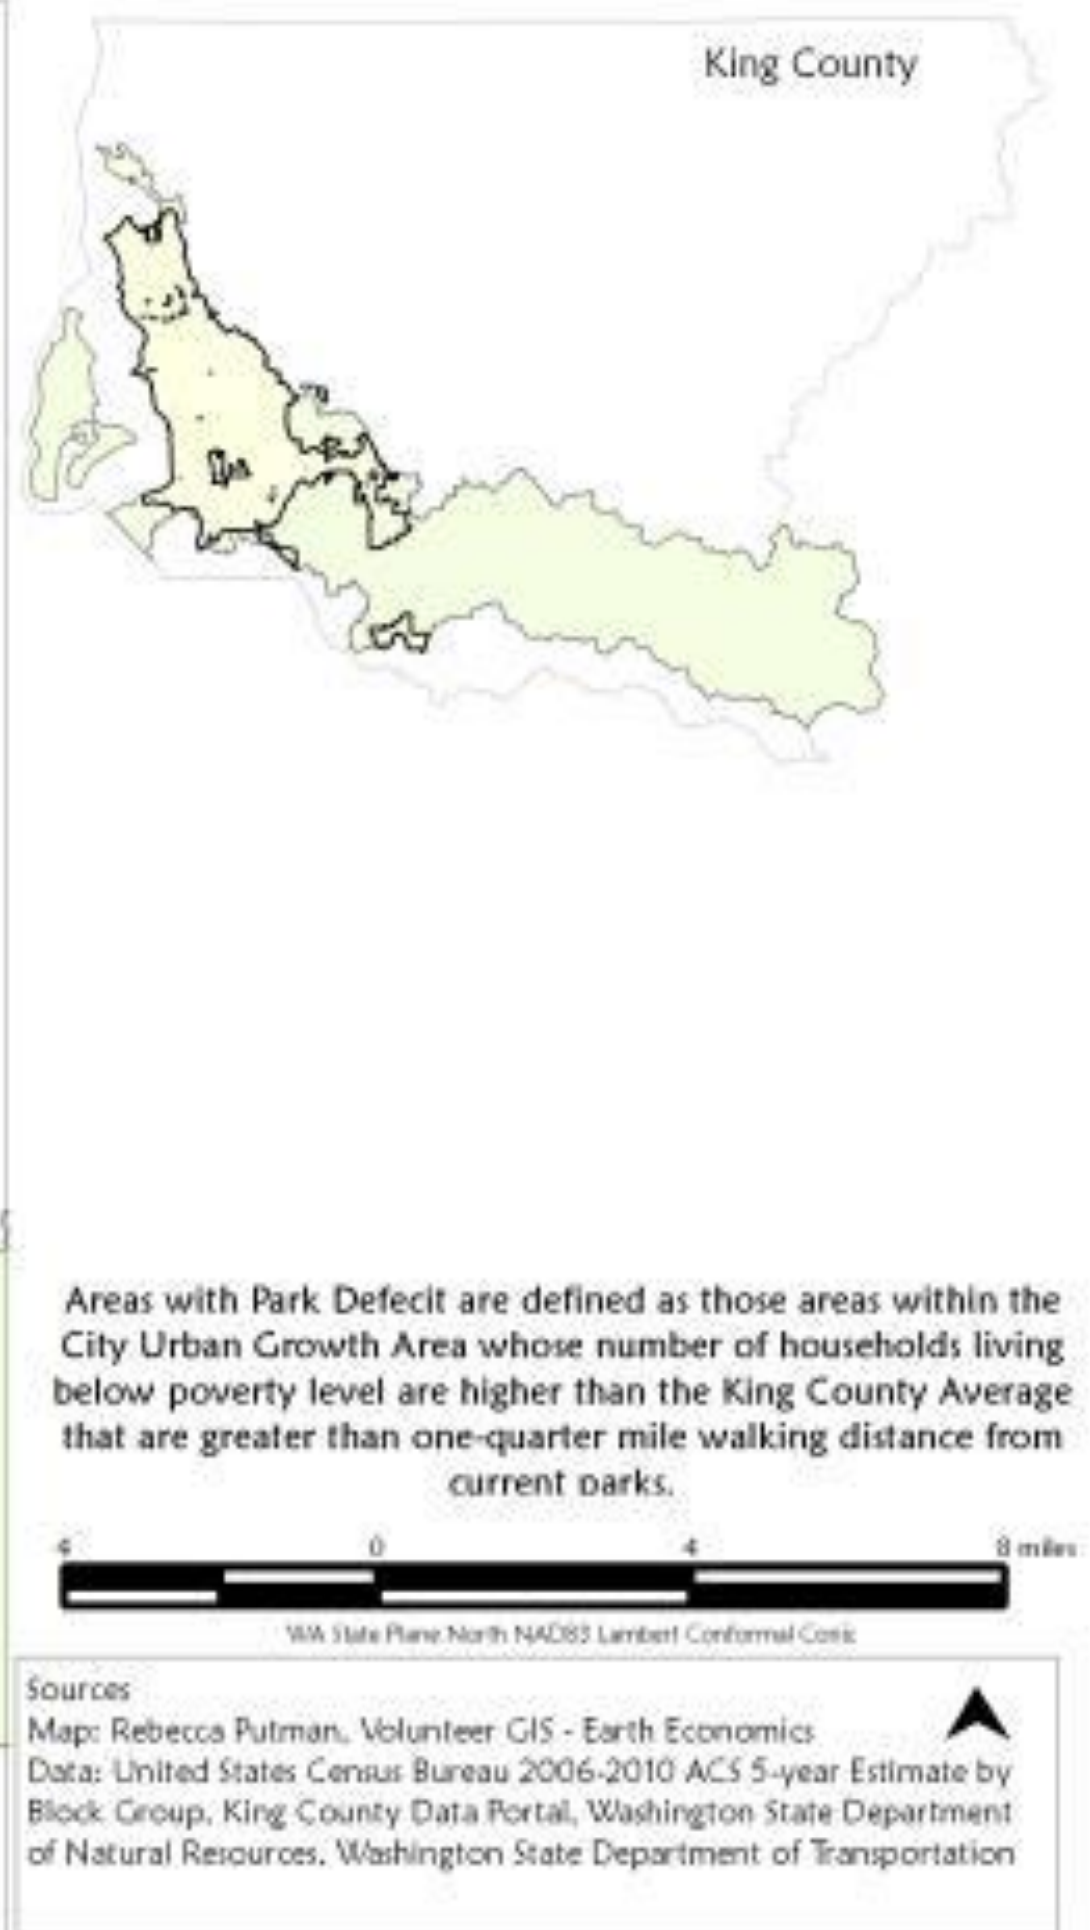 King County
Areas with Park Defecit are defined as those areas within the
City Urban Growth Area whose number of households living
below poverty level are higher than the King County Average
that are greater than one-quarter mile walking distance from
current parks.
4 0 4 8 miles
WA State Plane North NAD83 Lambert Conformal Conic
Sources
Map: Rebecca Putman, Volunteer GIS - Earth Economics
Data: United States Census Bureau 2006-2010 ACS 5-year Estimate by
Block Group, King County Data Portal, Washington State Department
of Natural Resources, Washington State Department of Transportation